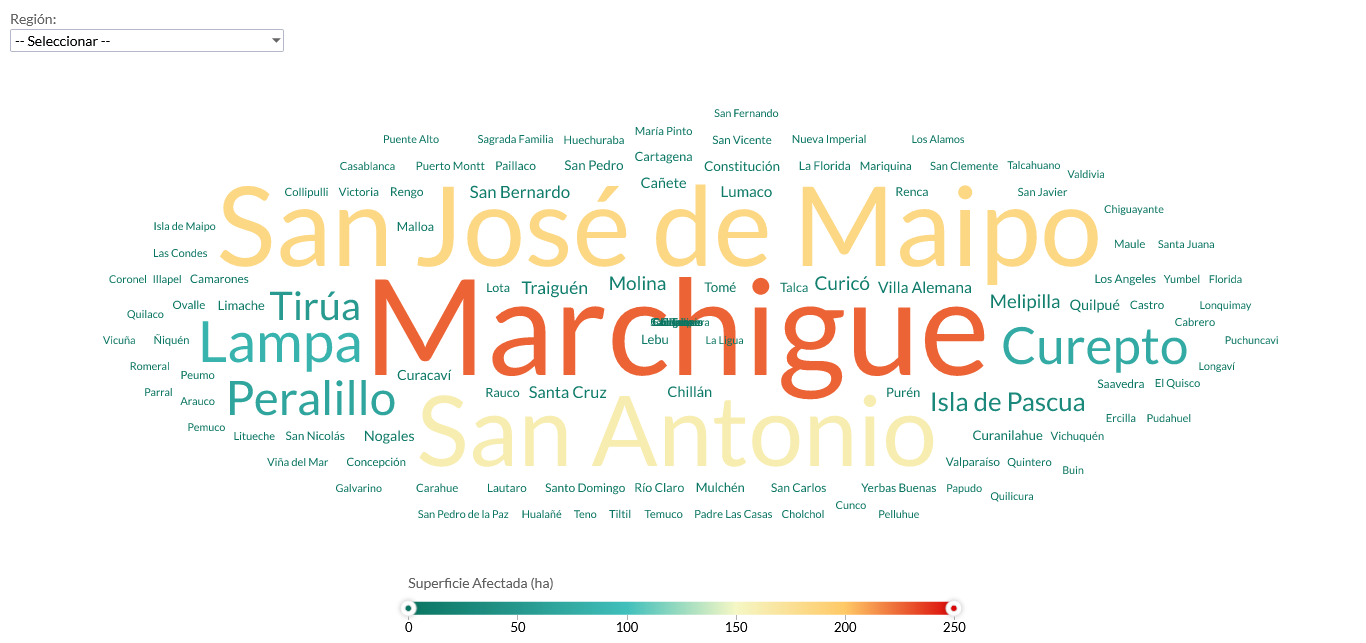 Región:
-- Seleccionar --
San Fernando
María Pinto
Puente Alto Sagrada Familia Huechuraba San Vicente Nueva Imperial Los Alamos
Cartagena
Casablanca Puerto Montt Paillaco San Pedro Constitución La Florida Mariquina San Clemente Talcahuano
Valdivia
Cañete
Collipulli Victoria Rengo San Bernardo Lumaco Renca San Javier
Chiguayante
San José de Maipo
Isla de Maipo Malloa
Maule Santa Juana
Las Condes
Coronel Illapel Camarones Los Angeles Yumbel Florida
Lota Traiguén Molina Tomé Talca Curicó Villa Alemana
Ovalle Limache Tirúa Melipilla Quilpué Castro Lonquimay
Quilaco Cabrero
Marchigue
Vicuña Ñiquén Lampa Lebu La Ligua Curepto Puchuncavi
Romeral Longaví
Peumo Curacaví
Saavedra El Quisco
Parral Rauco Santa Cruz Chillán Purén
Arauco Peralillo Isla de Pascua
Ercilla Pudahuel
Pemuco
Litueche San Nicolás Nogales San Antonio Curanilahue Vichuquén
Viña del Mar Concepción Valparaíso Quintero
Buin
Galvarino Carahue Lautaro Santo Domingo Río Claro Mulchén San Carlos Yerbas Buenas Papudo
Quilicura
Cunco
San Pedro de la Paz Hualañé Teno Tiltil Temuco Padre Las Casas Cholchol Pelluhue
Superficie Afectada (ha)
0 50 100 150 200 250